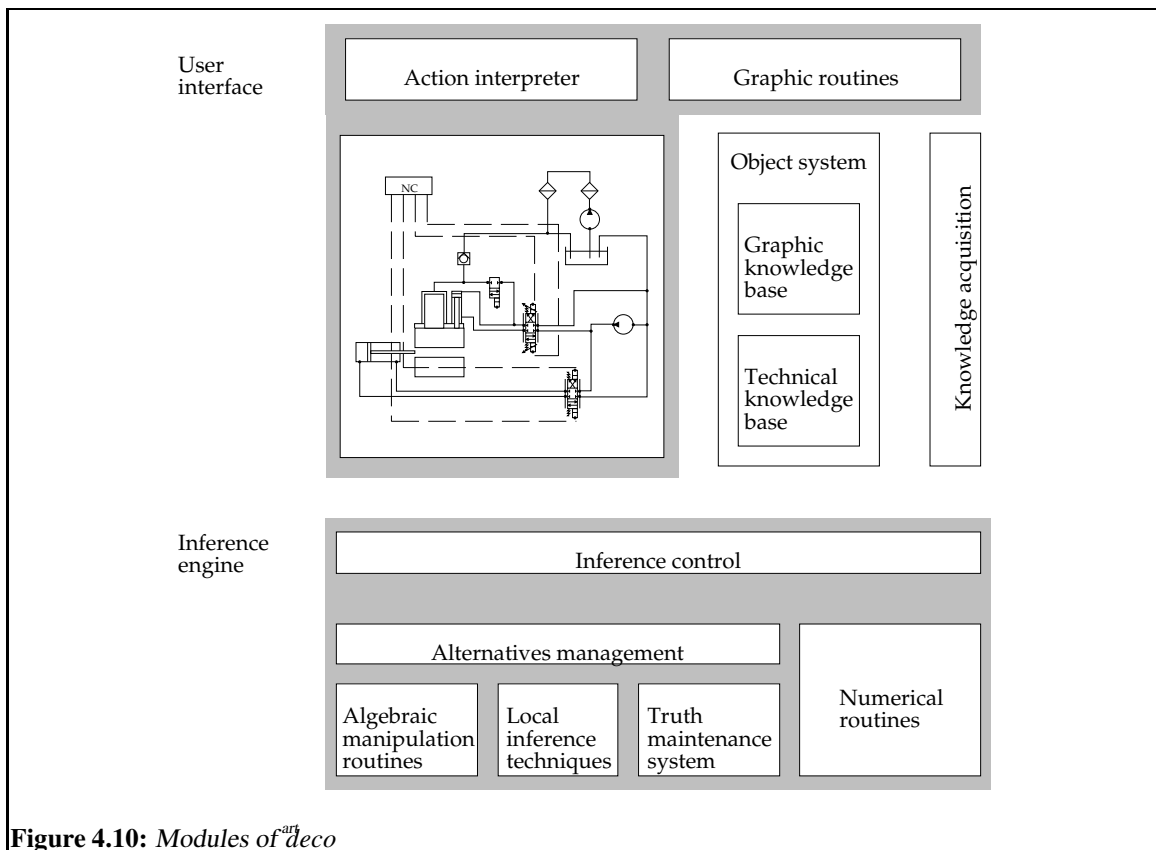 User
interface
Action interpreter
Graphic routines
NC
Object system
Graphic
knowledge
base
Technical
knowledge
base
Knowledge acquisition
Inference
engine
Inference control
Alternatives management
Algebraic
manipulation
routines
Local
inference
techniques
Truth
maintenance
system
Numerical
routines
Figure 4.10: Modules of artdeco